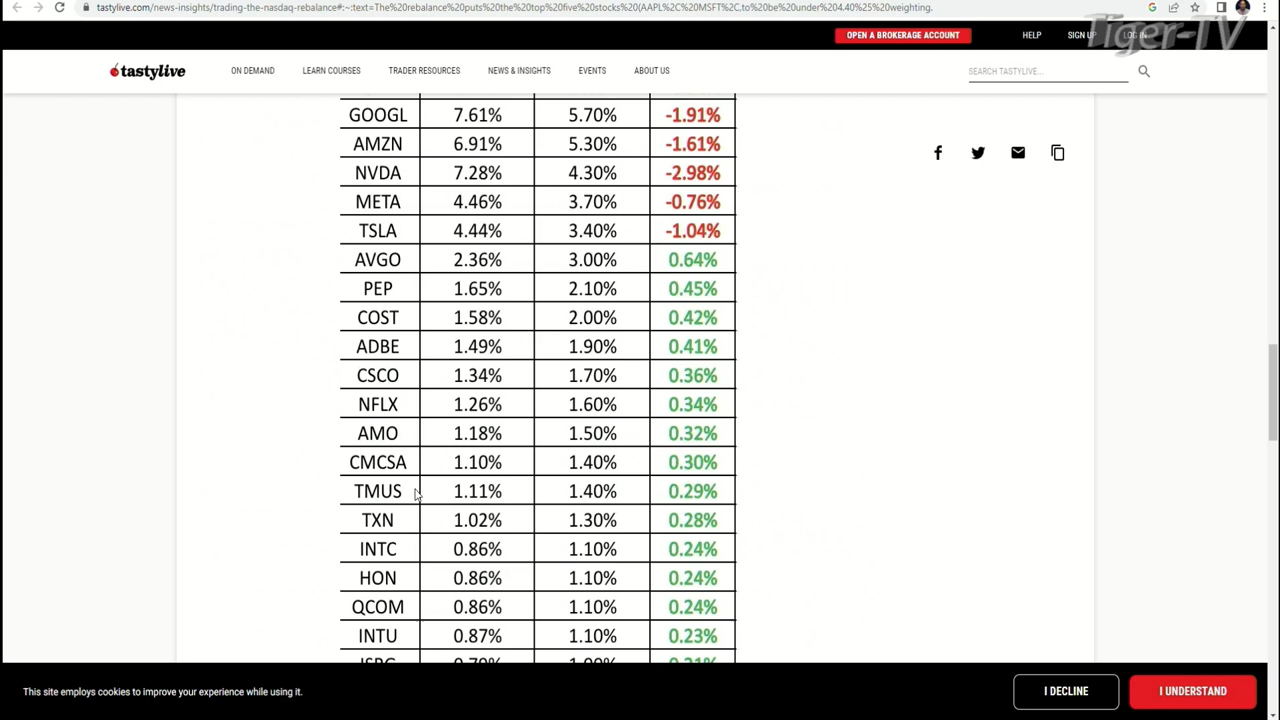 tastylive.com/news-insights/trading-the-nasdaq-rebalance#:~:text=The%20rebalance%20puts%20the%20top%20five%20stocks%20(AAPL%2C%20MSFT%2C,to%20be%20under%204.40%25%20weighting.
Tiger-TV
OPEN A BROKERAGE ACCOUNT HELP SIGN UP LOG IN
tastylive ON DEMAND LEARN COURSES TRADER RESOURCES NEWS & INSIGHTS EVENTS ABOUT US SEARCH TASTYLIVE...
GOOGL 7.61% 5.70% -1.91%
AMZN 6.91% 5.30% -1.61%
NVDA 7.28% 4.30% -2.98%
META 4.46% 3.70% -0.76%
TSLA 4.44% 3.40% -1.04%
AVGO 2.36% 3.00% 0.64%
PEP 1.65% 2.10% 0.45%
COST 1.58% 2.00% 0.42%
ADBE 1.49% 1.90% 0.41%
CSCO 1.34% 1.70% 0.36%
NFLX 1.26% 1.60% 0.34%
AMO 1.18% 1.50% 0.32%
CMCSA 1.10% 1.40% 0.30%
TMUS 1.11% 1.40% 0.29%
TXN 1.02% 1.30% 0.28%
INTC 0.86% 1.10% 0.24%
HON 0.86% 1.10% 0.24%
QCOM 0.86% 1.10% 0.24%
INTU 0.87% 1.10% 0.23%
This site employs cookies to improve your experience while using it. I DECLINE I UNDERSTAND